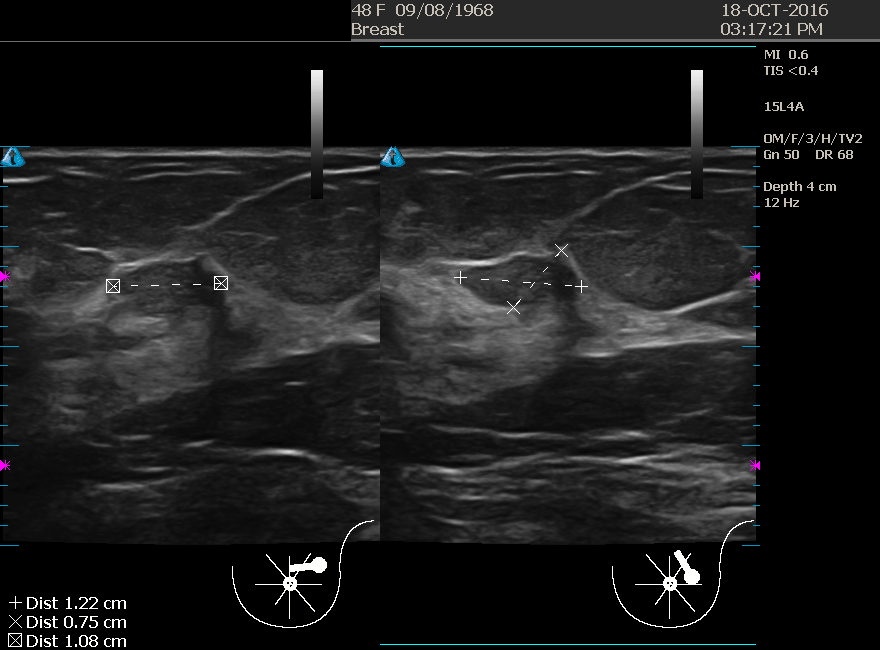 48 F 09/08/1968
18-OCT-2016
Breast
03:17:21 PM
MI 0.6
TIS <0.4
15L4A
OM/F/3/H/TV2
Gn 50 DR 68
Depth 4 cm
12 Hz
Dist 1.22 cm
Dist 0.75 cm
Dist 1.08 cm